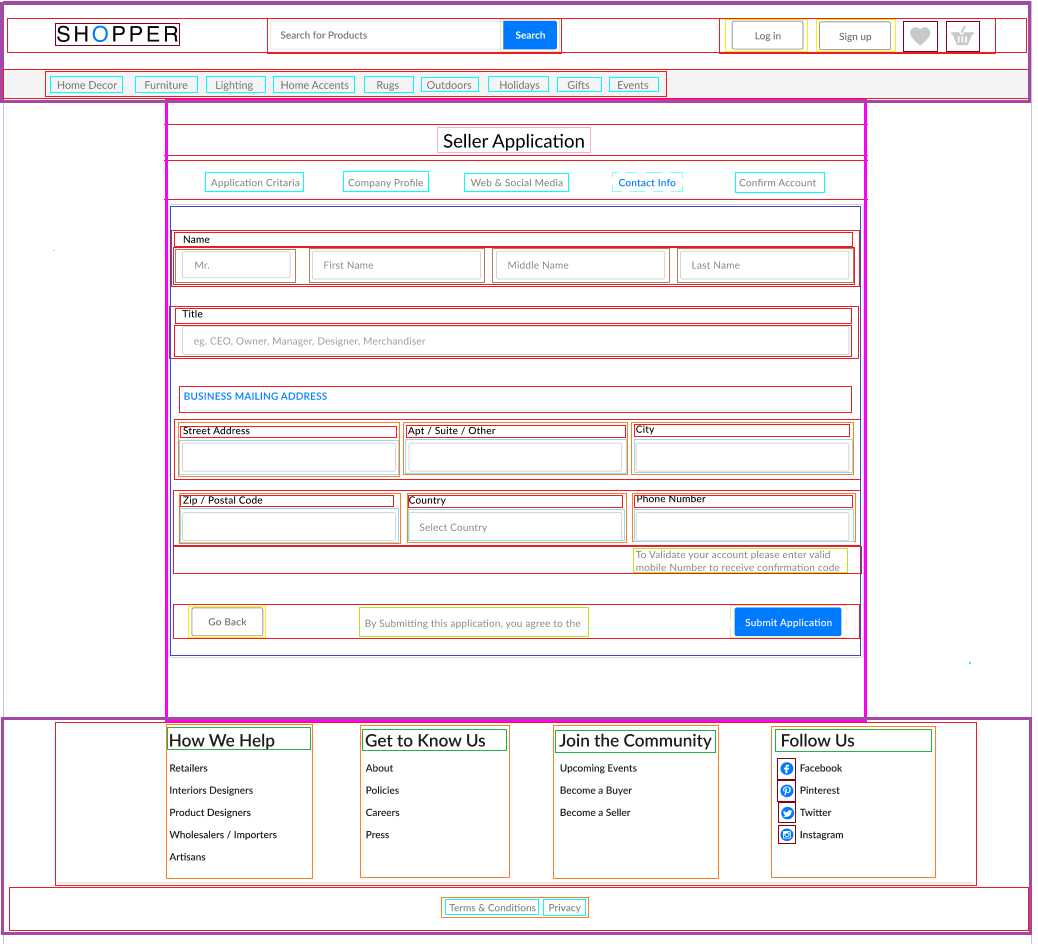 SHOPPER
Search for Products
Search
Log in
Sign up
Home Decor
Furniture
Lighting
Home Accents
Rugs
Outdoors
Holidays
Gifts
Events
Seller Application
Application Critaria
Company Profile
Web & Social Media
Contact Info
Confirm Account
Name
Mr.
First Name
Middle Name
Last Name
Title
eg. CEO, Owner, Manager, Designer, Merchandiser
BUSINESS MAILING ADDRESS
Street Address
Apt / Suite / Other
City
Zip / Postal Code
Country
Phone Number
Select Country
To Validate your account please enter valid
mobile Number to receive confirmation code
Go Back
By Submitting this application, you agree to the
Submit Application
How We Help
Retailers
Interiors Designers
Product Designers
Wholesalers / Importers
Artisans
Get to Know Us
About
Policies
Careers
Press
Join the Community
Upcoming Events
Become a Buyer
Become a Seller
Follow Us
Facebook
Pinterest
Twitter
Instagram
Terms & Conditions
Privacy